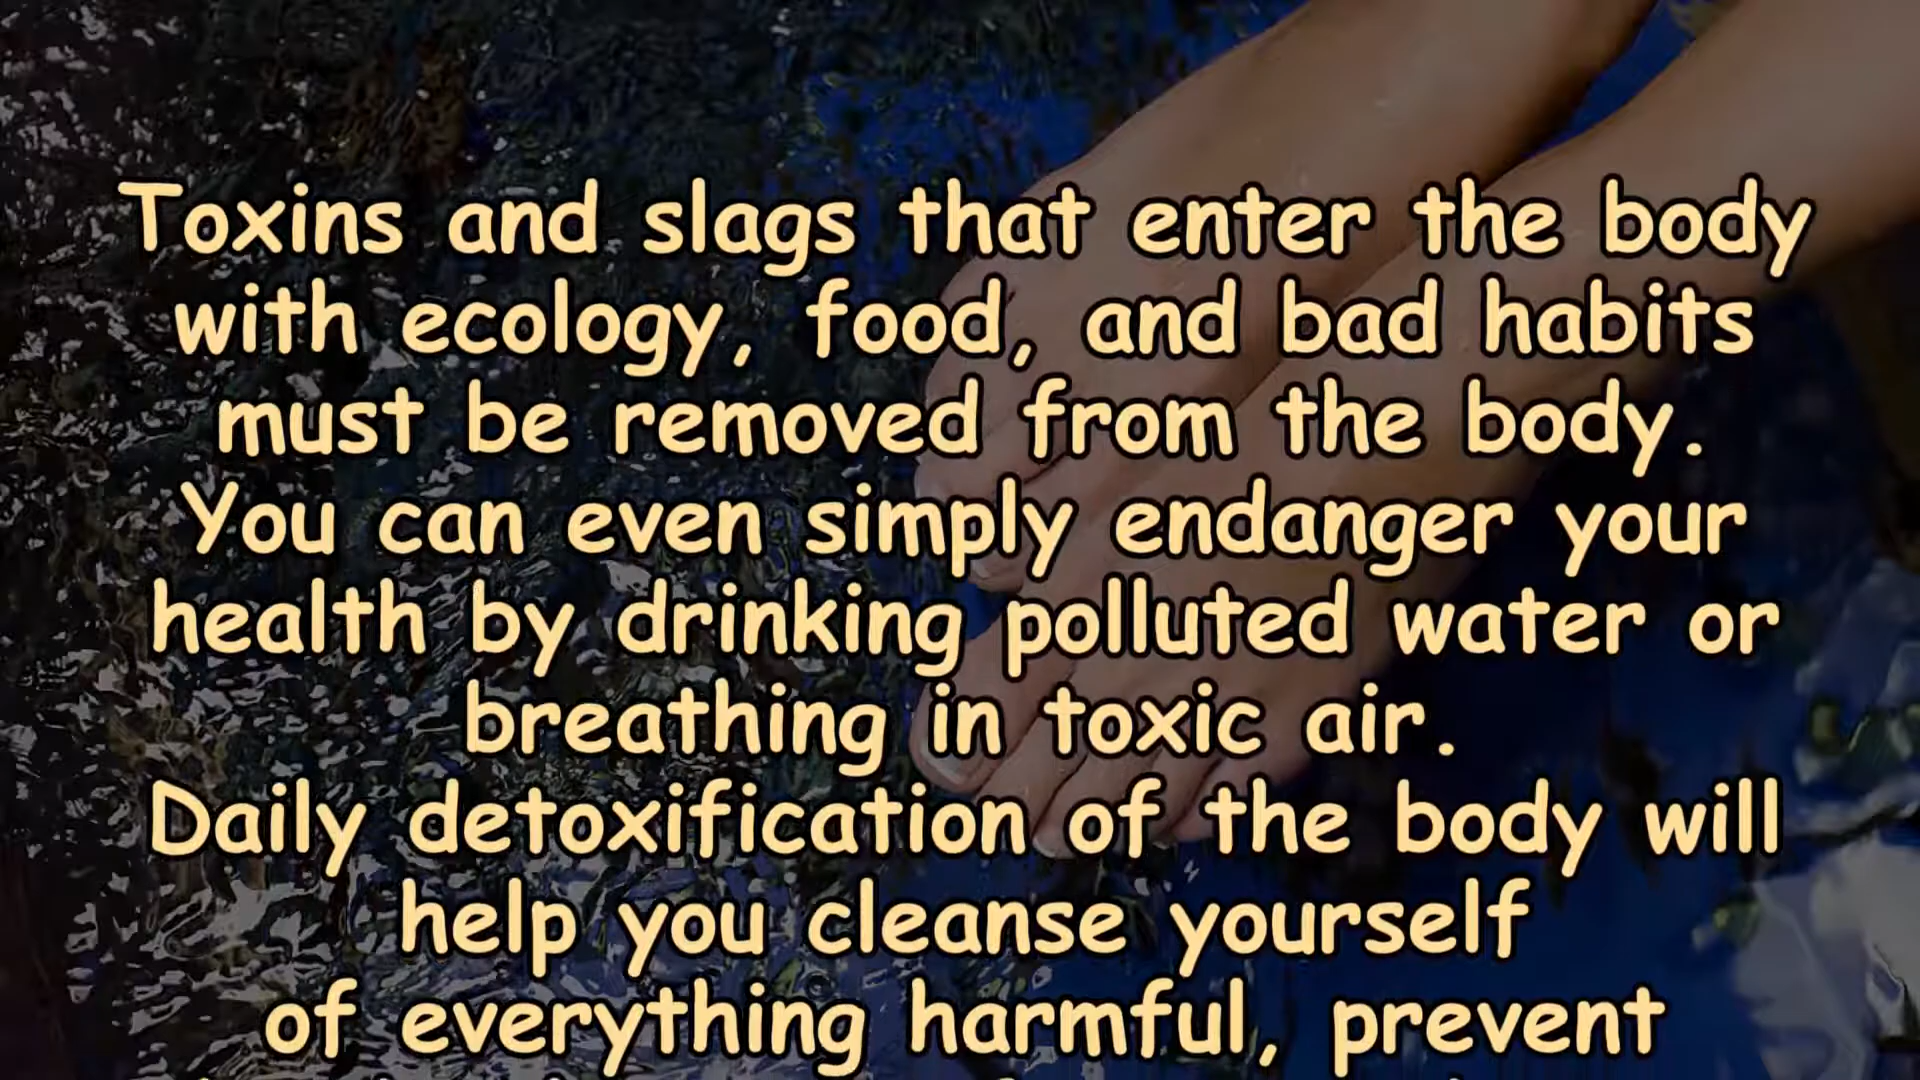 Toxins and slags that enter the body
with ecology, food, and bad habits
must be removed from the body.
You can even simply endanger your
health by drinking polluted water or
breathing in toxic air.
Daily detoxification of the body will
help you cleanse yourself
of everything harmful, prevent